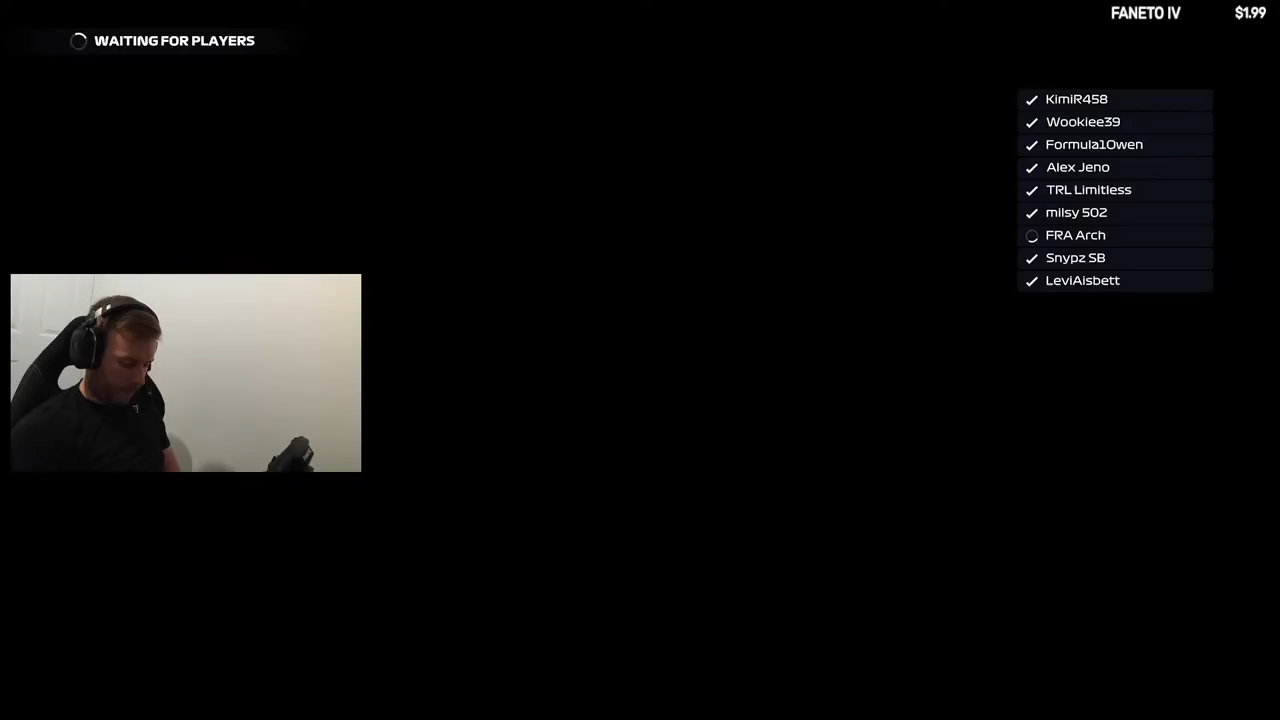 FANETO IV $1.99
WAITING FOR PLAYERS
KimiR458
Wookiee39
Formula1Owen
Alex Jeno
TRL Limitless
milsy 502
FRA Arch
Snypz SB
LeviAisbett